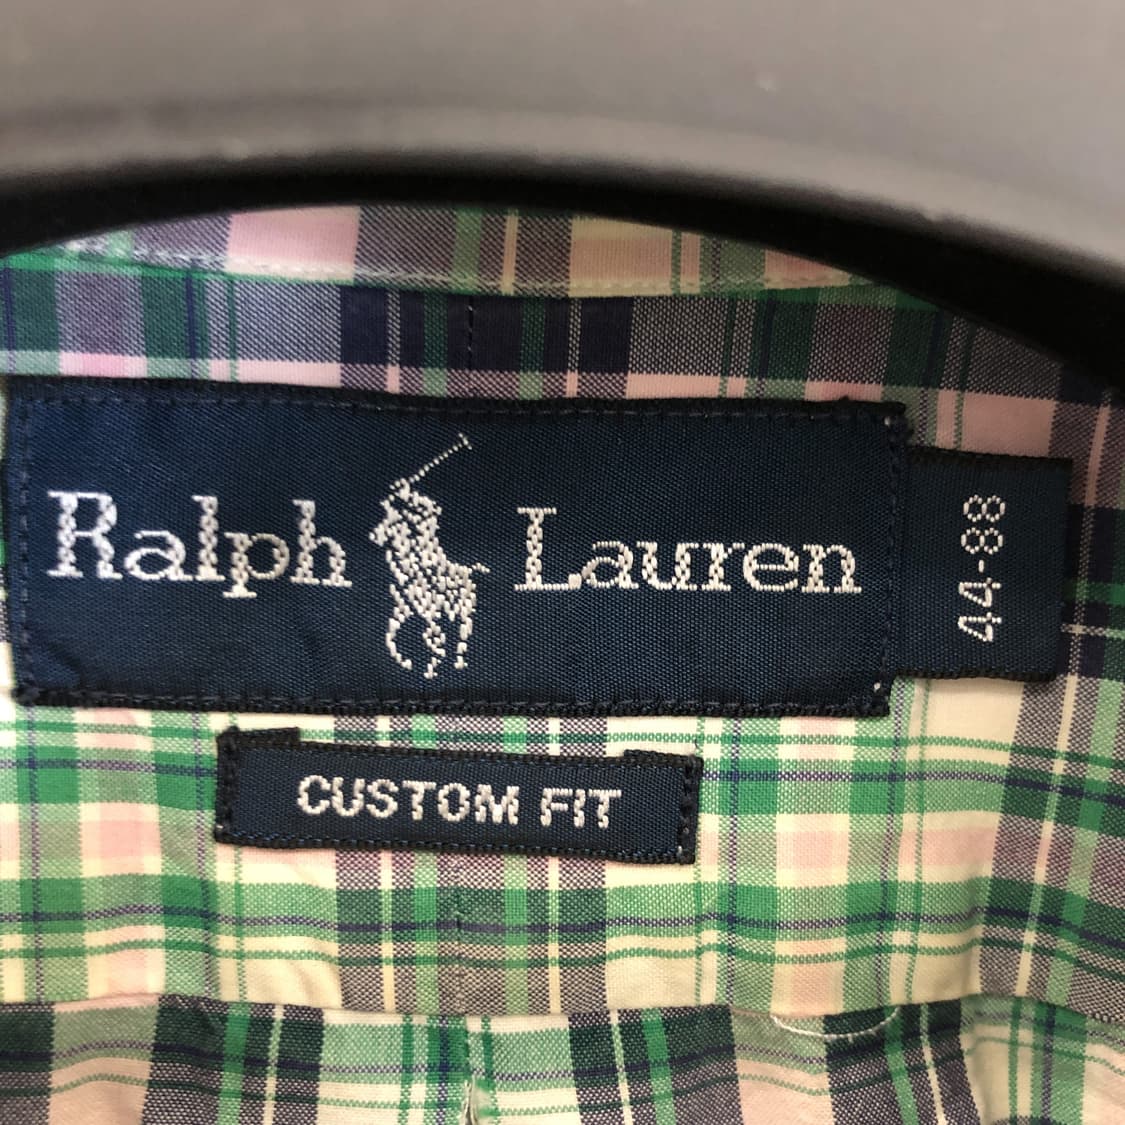 Ralph Lauren
44-88
CUSTOM FIT